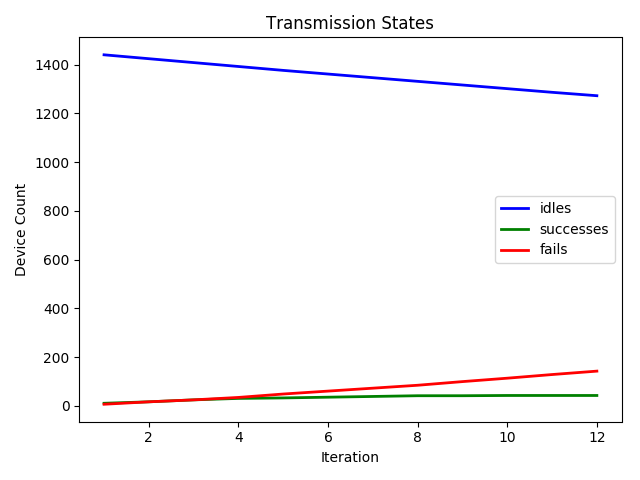 Transmission States
Device Count
1400
1200
1000
800
600
400
200
0
idles
successes
fails
2 4 6 8 10 12
Iteration